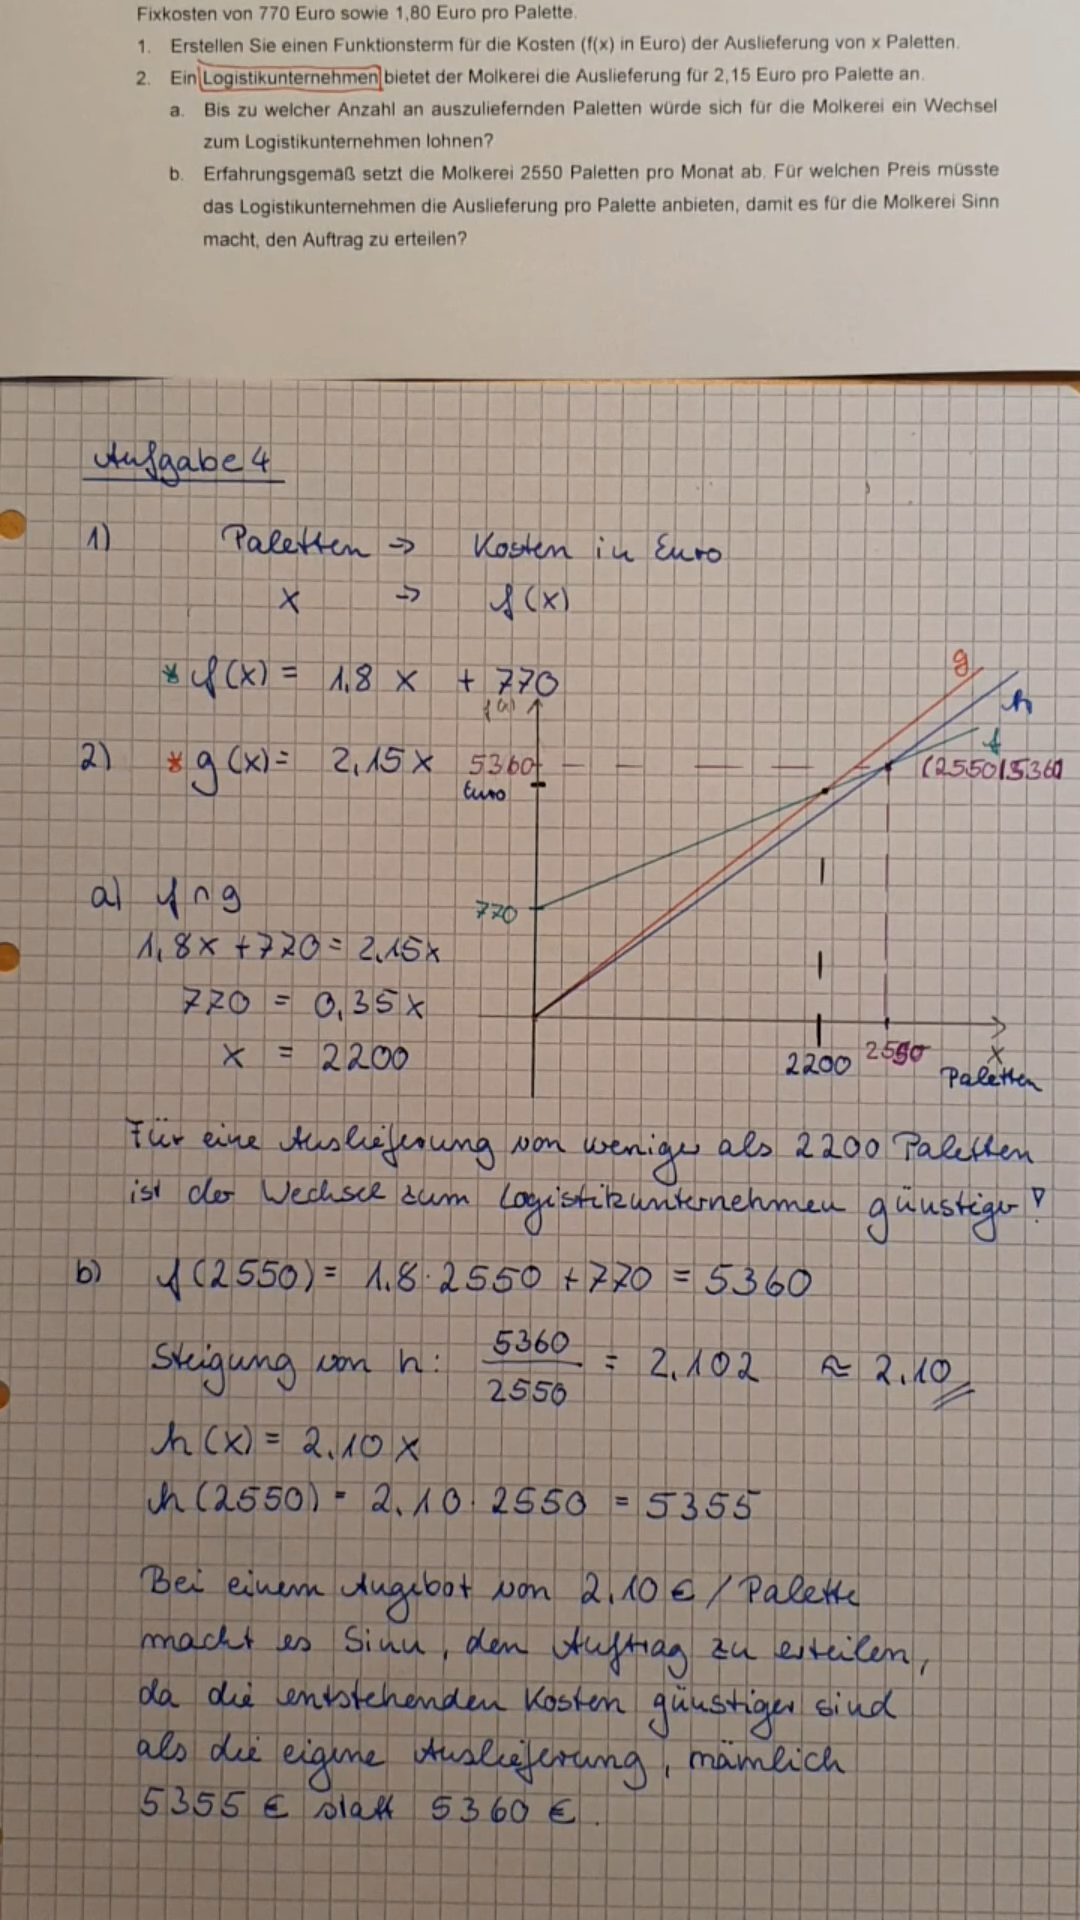 Fixkosten von 770 Euro sowie 1,80 Euro pro Palette.
1. Erstellen Sie einen Funktionsterm für die Kosten (f(x) in Euro) der Auslieferung von x Paletten.
2. Ein Logistikunternehmen bietet der Molkerei die Auslieferung für 2,15 Euro pro Palette an.
a. Bis zu welcher Anzahl an auszuliefernden Paletten würde sich für die Molkerei ein Wechsel
zum Logistikunternehmen lohnen?
b. Erfahrungsgemäß setzt die Molkerei 2550 Paletten pro Monat ab. Für welchen Preis müsste
das Logistikunternehmen die Auslieferung pro Palette anbieten, damit es für die Molkerei Sinn
macht, den Auftrag zu erteilen?
Aufgabe 4
1) Paletten → Kosten in Euro
x → f(x)
* f(x) = 1,8 x + 770
f(x)
g
h
f
2) * g(x) = 2,15 x
5360
Euro
(2550|5360
770
2200
2550
x
Paletten
a) f ∩ g
1,8x + 770 = 2,15x
770 = 0,35x
x = 2200
Für eine Auslieferung von weniger als 2200 Paletten
ist der Wechsel zum Logistikunternehmen günstiger!
b) f(2550) = 1,8 · 2550 + 770 = 5360
Steigung von h: 5360/2550 = 2,102 ≈ 2,10
h(x) = 2,10 x
h(2550) = 2,10 · 2550 = 5355
Bei einem Angebot von 2,10 € / Palette
macht es Sinn, den Auftrag zu erteilen,
da die entstehenden Kosten günstiger sind
als die eigene Auslieferung, nämlich
5355 € statt 5360 €.